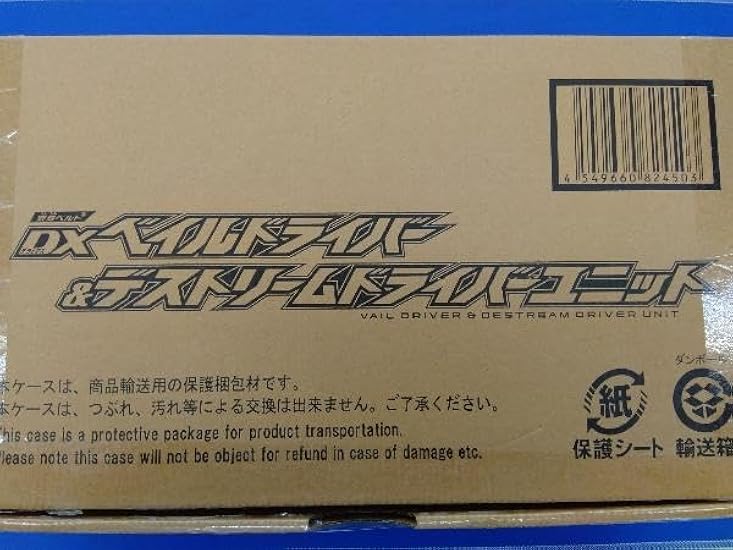 4 549660 824503
変身ベルト
DXベイルドライバー
&デストリームドライバーユニット
VAIL DRIVER & DESTREAM DRIVER UNIT
本ケースは、商品輸送用の保護梱包材です。
本ケースは、つぶれ、汚れ等による交換は出来ません。ご了承ください。
This case is a protective package for product transportation.
Please note this case will not be object for refund in case of damage etc.
紙
保護シート
ダンボール
輸送箱